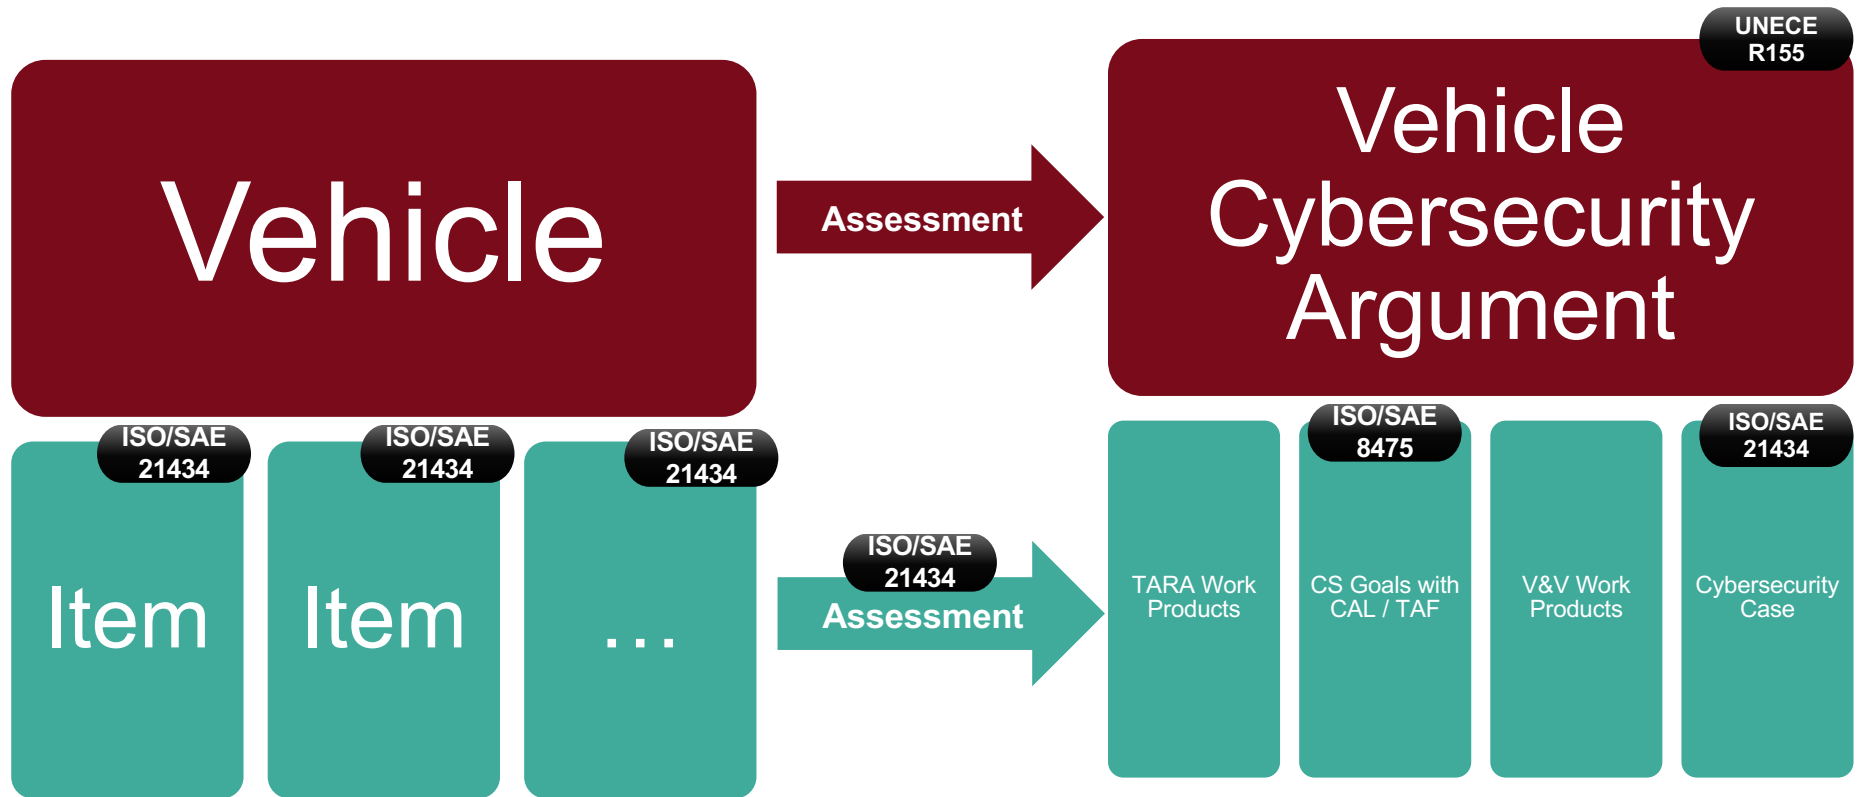 UNECE
R155
Vehicle
Assessment
Vehicle
Cybersecurity
Argument
ISO/SAE
21434
ISO/SAE
21434
ISO/SAE
21434
Item
Item
...
ISO/SAE
21434
Assessment
ISO/SAE
8475
ISO/SAE
21434
TARA Work
Products
CS Goals with
CAL / TAF
V&V Work
Products
Cybersecurity
Case